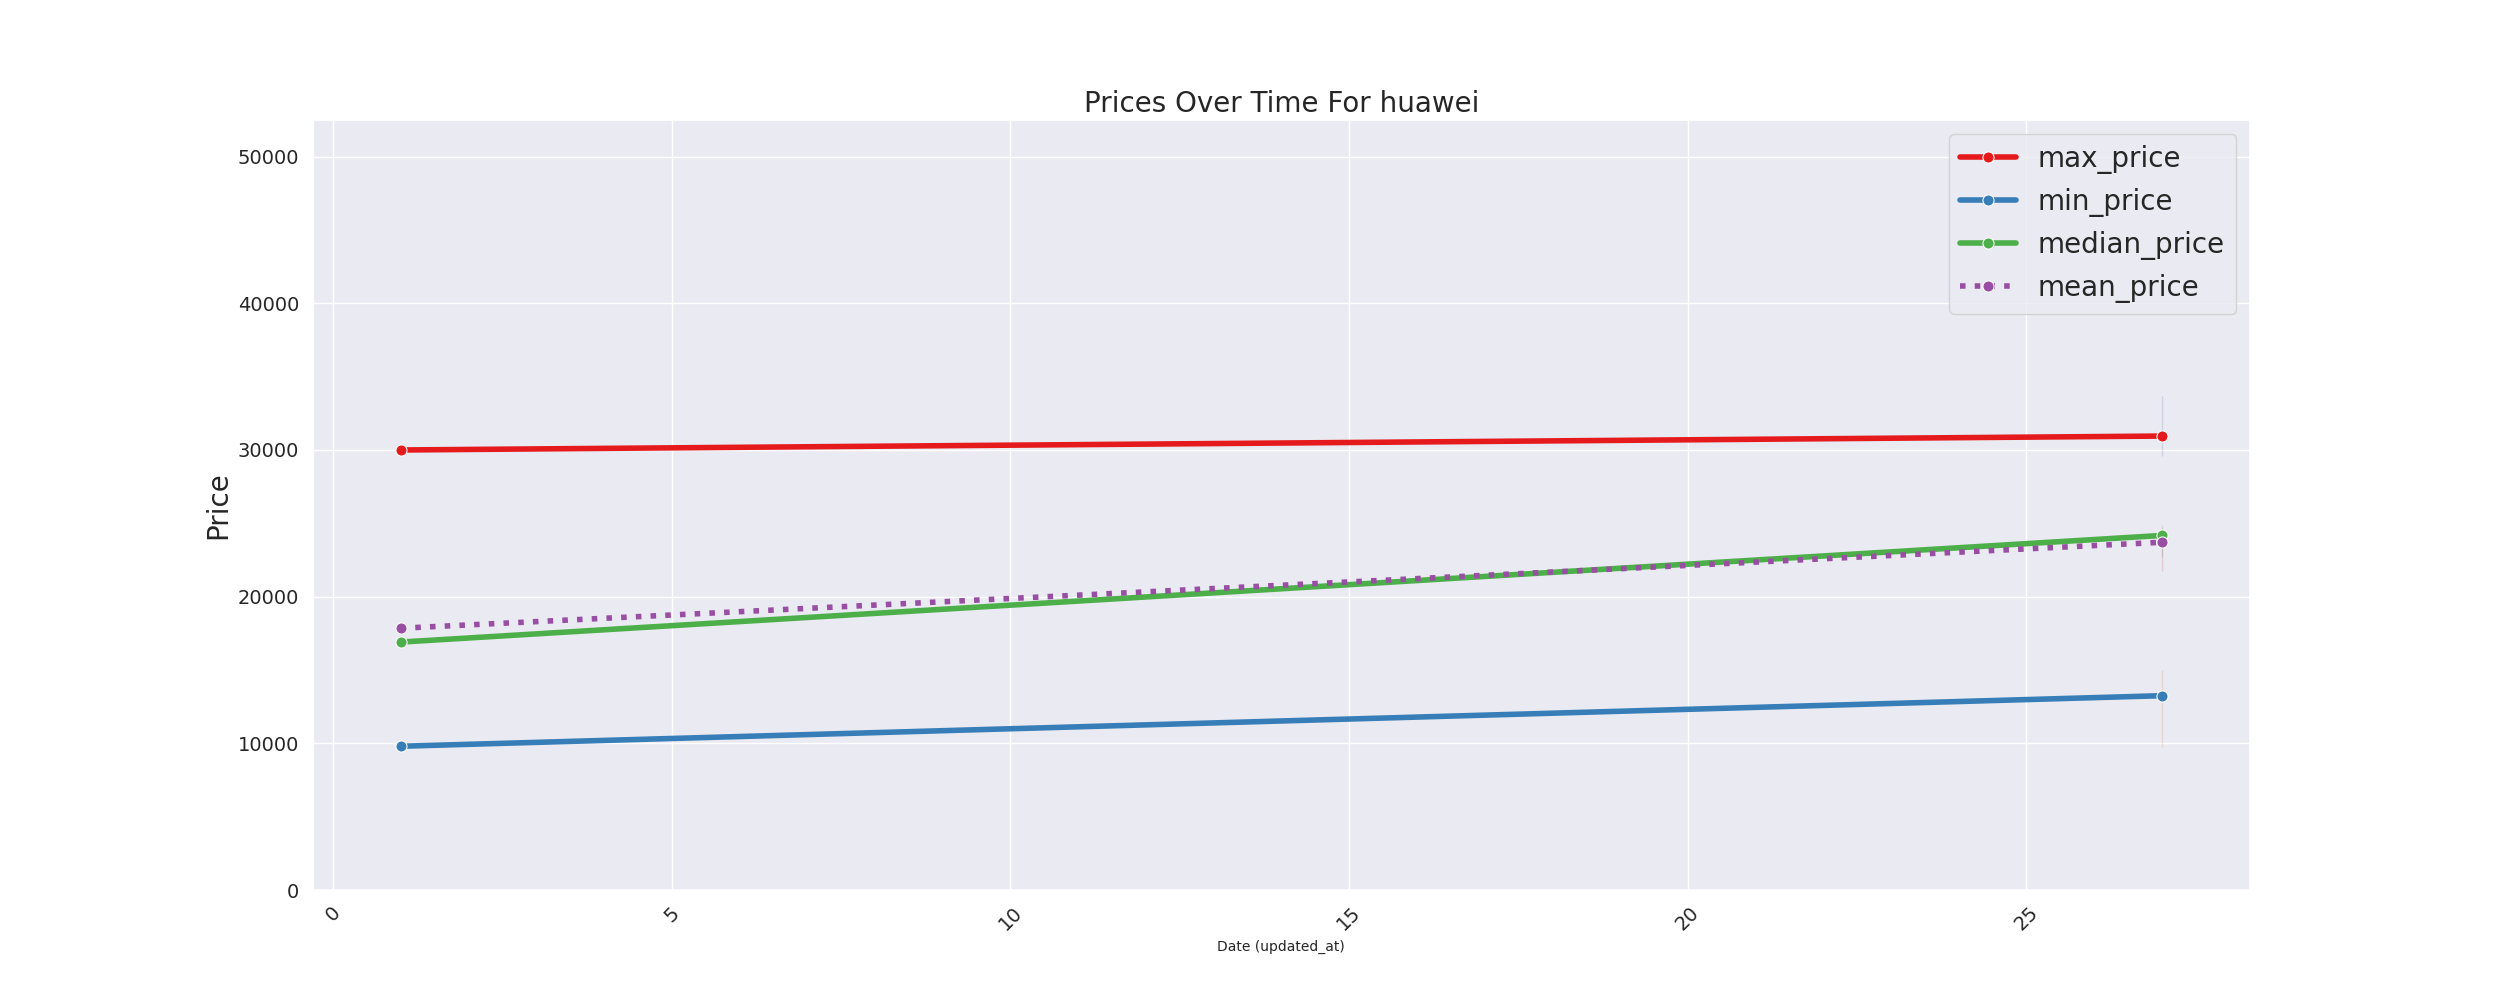 Prices Over Time For huawei
50000
40000
30000
20000
10000
0
Price
max_price
min_price
median_price
mean_price
0
5
10
15
20
25
Date (updated_at)